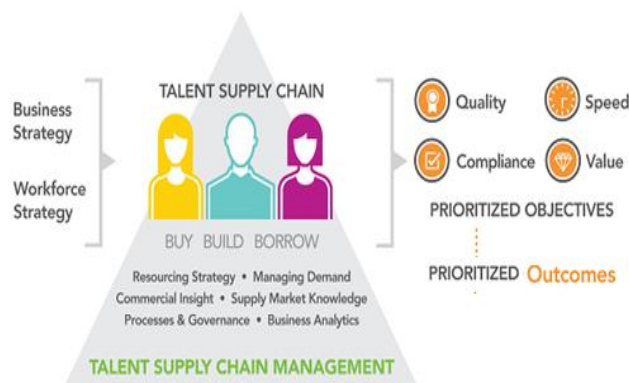 Business
Strategy
Workforce
Strategy
TALENT SUPPLY CHAIN
BUY BUILD BORROW
Resourcing Strategy • Managing Demand
Commercial Insight • Supply Market Knowledge
Processes & Governance • Business Analytics
TALENT SUPPLY CHAIN MANAGEMENT
Quality
Speed
Compliance
Value
PRIORITIZED OBJECTIVES
PRIORITIZED Outcomes